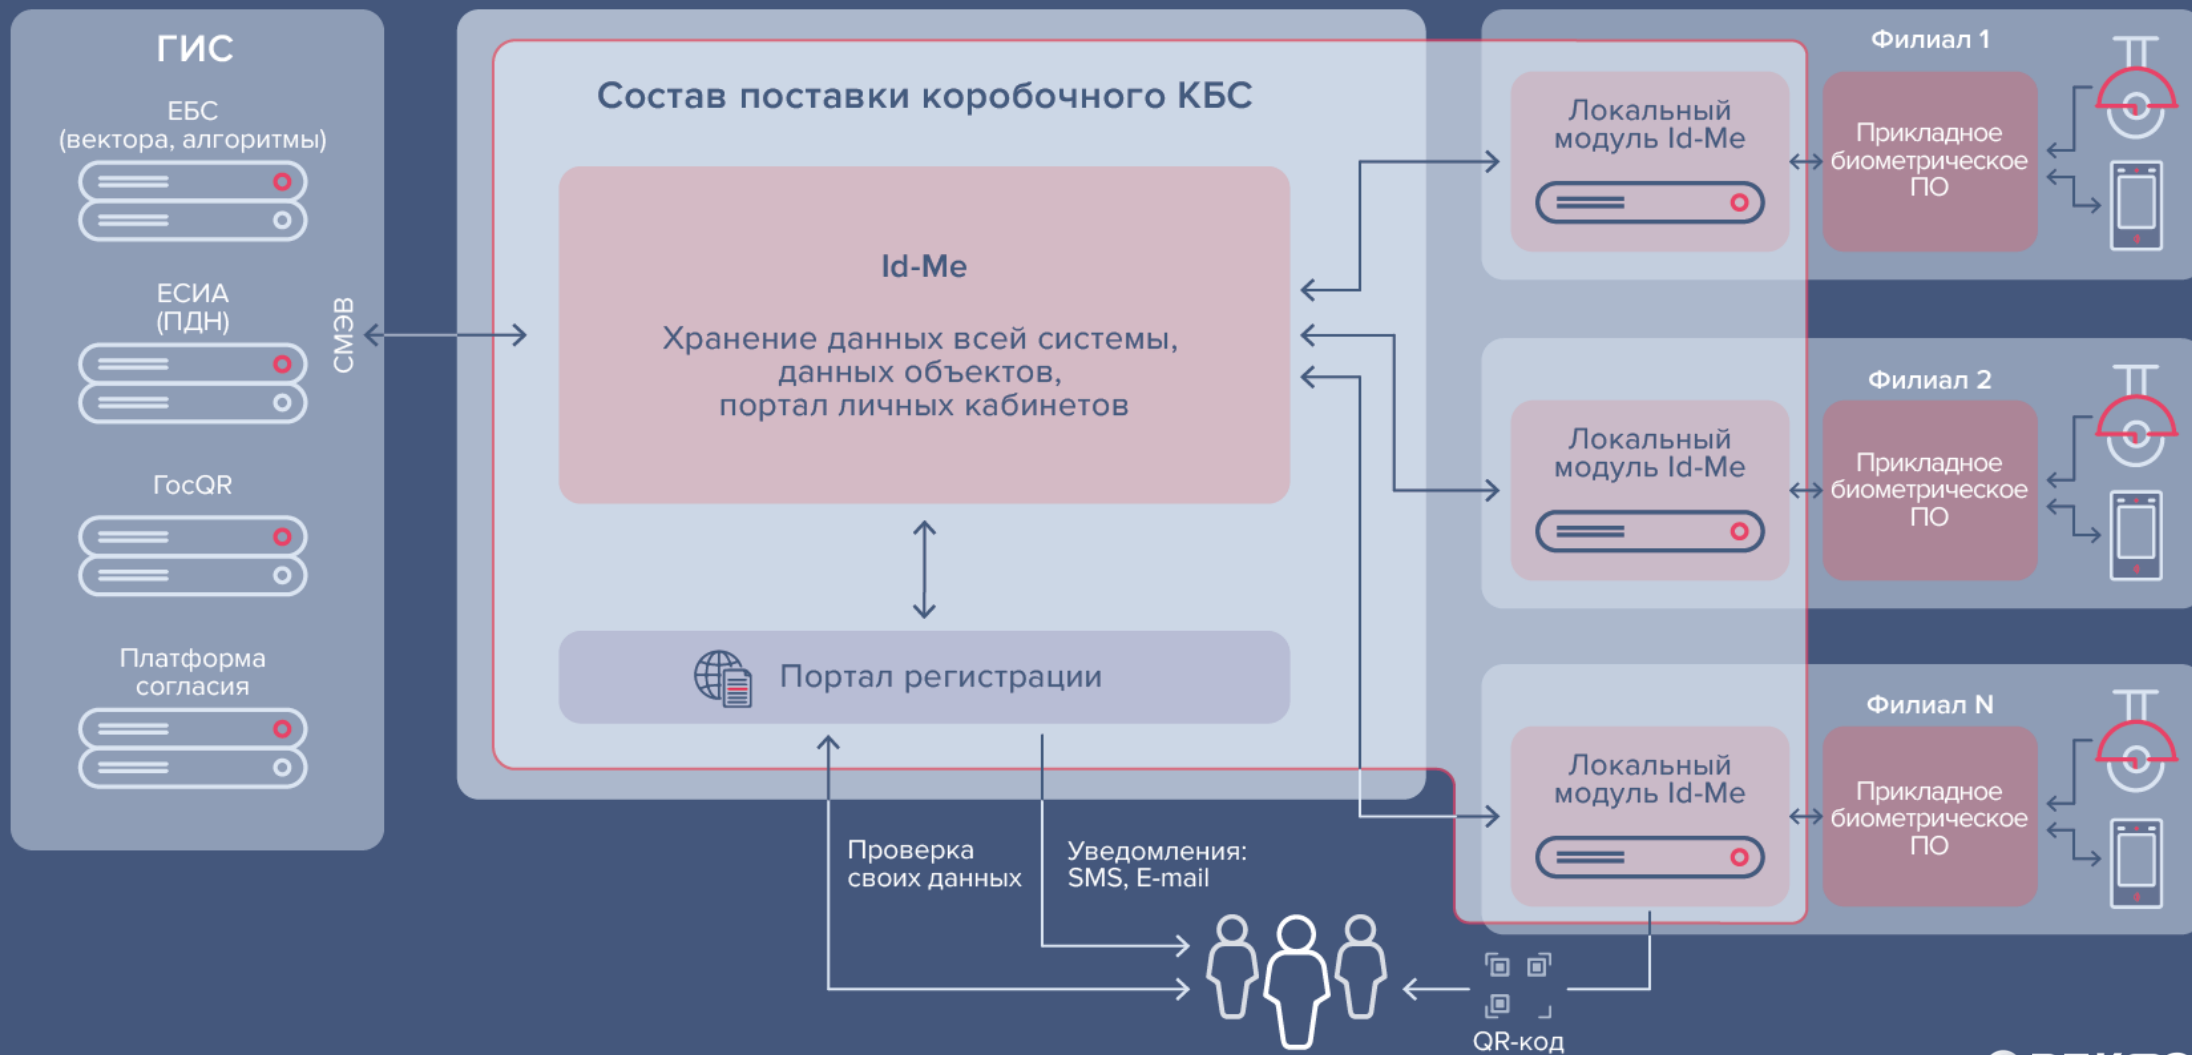 ГИС
ЕБС
(вектора, алгоритмы)
ЕСИА
(ПДН)
СМЭВ
ГосQR
Платформа
согласия
Состав поставки коробочного КБС
Id-Me
Хранение данных всей системы,
данных объектов,
портал личных кабинетов
Портал регистрации
Проверка
своих данных
Уведомления:
SMS, E-mail
QR-код
Филиал 1
Локальный
модуль Id-Me
Прикладное
биометрическое
ПО
Филиал 2
Локальный
модуль Id-Me
Прикладное
биометрическое
ПО
Филиал N
Локальный
модуль Id-Me
Прикладное
биометрическое
ПО